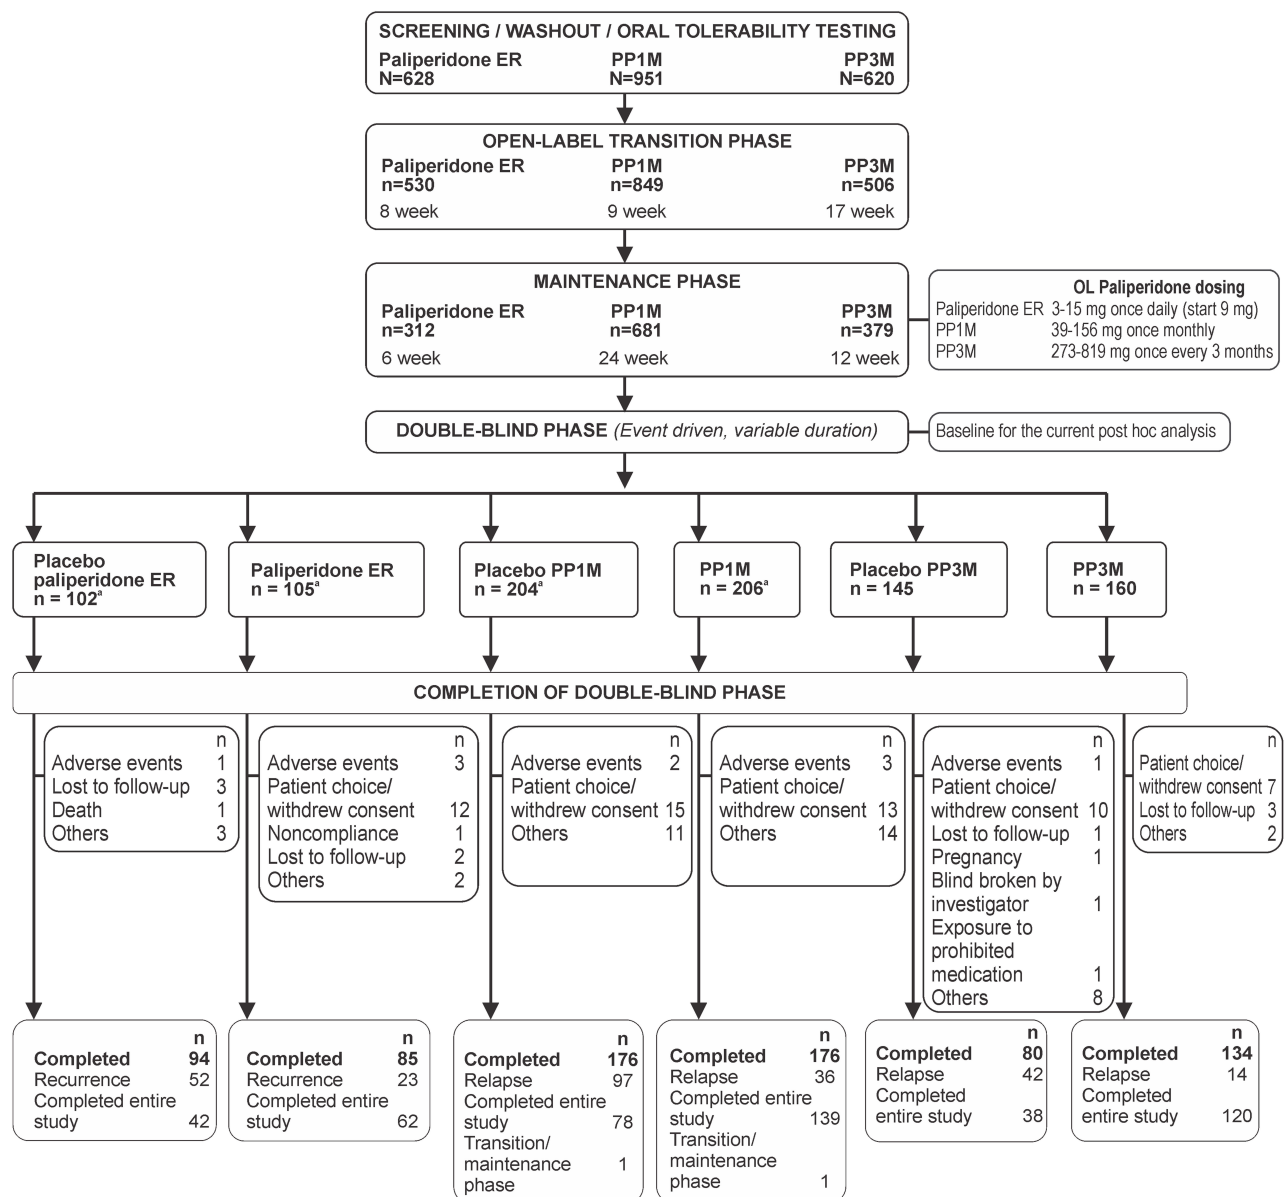 SCREENING / WASHOUT / ORAL TOLERABILITY TESTING
Paliperidone ER PP1M PP3M
N=628 N=951 N=620
OPEN-LABEL TRANSITION PHASE
Paliperidone ER PP1M PP3M
n=530 n=849 n=506
8 week 9 week 17 week
MAINTENANCE PHASE
Paliperidone ER PP1M PP3M
n=312 n=681 n=379
6 week 24 week 12 week
OL Paliperidone dosing
Paliperidone ER 3-15 mg once daily (start 9 mg)
PP1M 39-156 mg once monthly
PP3M 273-819 mg once every 3 months
DOUBLE-BLIND PHASE (Event driven, variable duration)
Baseline for the current post hoc analysis
Placebo
paliperidone ER
n = 102ª
Paliperidone ER
n = 105ª
Placebo PP1M
n = 204ª
PP1M
n = 206ª
Placebo PP3M
n = 145
PP3M
n = 160
COMPLETION OF DOUBLE-BLIND PHASE
n
Adverse events 1
Lost to follow-up 3
Death 1
Others 3
n
Adverse events 3
Patient choice/
withdrew consent 12
Noncompliance 1
Lost to follow-up 2
Others 2
n
Adverse events 2
Patient choice/
withdrew consent 15
Others 11
n
Adverse events 3
Patient choice/
withdrew consent 13
Others 14
n
Adverse events 1
Patient choice/
withdrew consent 10
Lost to follow-up 1
Pregnancy 1
Blind broken by
investigator 1
Exposure to
prohibited
medication 1
Others 8
n
Patient choice/
withdrew consent 7
Lost to follow-up 3
Others 2
n
Completed 94
Recurrence 52
Completed entire
study 42
n
Completed 85
Recurrence 23
Completed entire
study 62
n
Completed 176
Relapse 97
Completed entire
study 78
Transition/
maintenance 1
phase
n
Completed 176
Relapse 36
Completed entire
study 139
Transition/
maintenance
phase 1
n
Completed 80
Relapse 42
Completed
entire study 38
n
Completed 134
Relapse 14
Completed
entire study 120